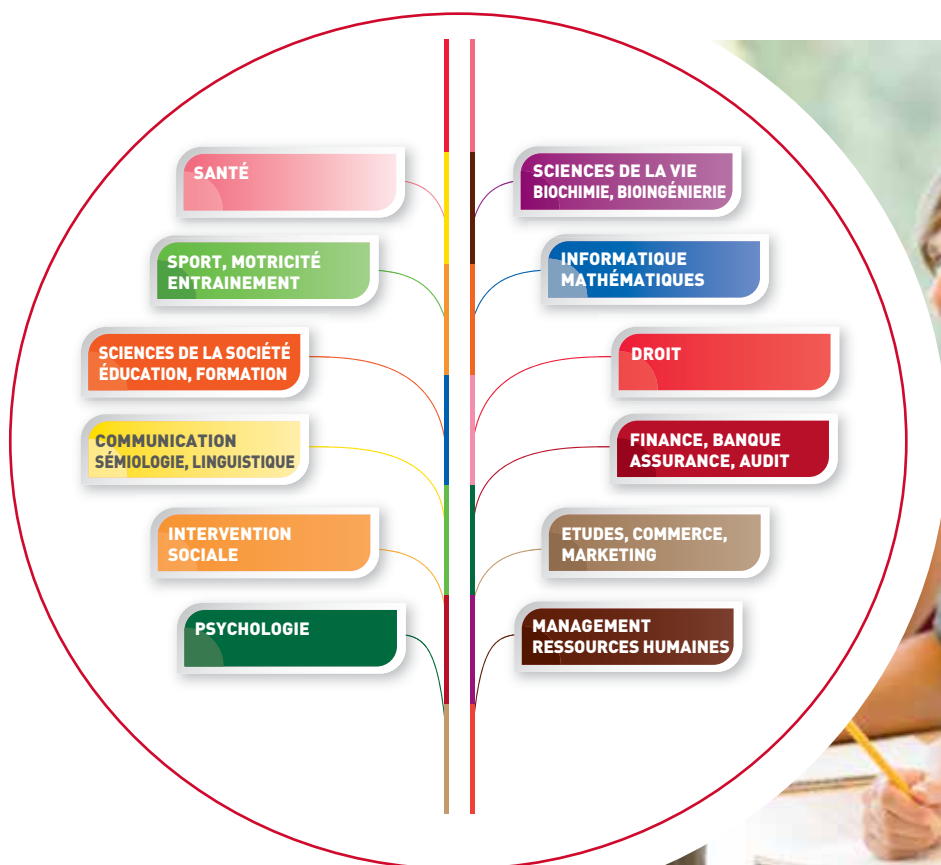 SANTÉ
SPORT, MOTRICITÉ
ENTRAINEMENT
SCIENCES DE LA SOCIÉTÉ
ÉDUCATION, FORMATION
COMMUNICATION
SÉMIOLOGIE, LINGUISTIQUE
INTERVENTION
SOCIALE
PSYCHOLOGIE
SCIENCES DE LA VIE
BIOCHIMIE, BIOINGÉNIERIE
INFORMATIQUE
MATHÉMATIQUES
DROIT
FINANCE, BANQUE
ASSURANCE, AUDIT
ETUDES, COMMERCE,
MARKETING
MANAGEMENT
RESSOURCES HUMAINES